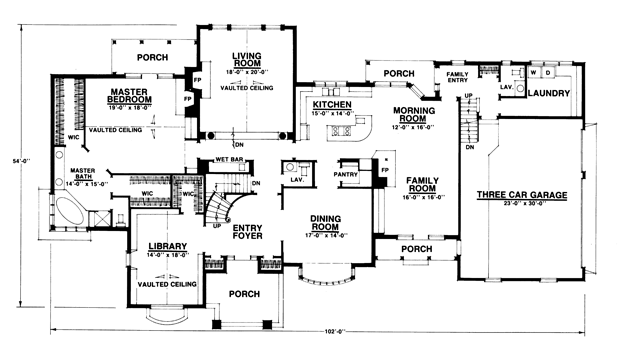 PORCH
LIVING
ROOM
18'-0" x 20'-0"
VAULTED CEILING
FP
FP
MASTER
BEDROOM
19'-0" x 18'-0"
VAULTED CEILING
WIC
DN
KITCHEN
15'-0" x 14'-0"
PORCH
MORNING
ROOM
12'-0" x 16'-0"
FAMILY
ENTRY
UP
DN
LAV.
W D
LAUNDRY
54'-0"
MASTER
BATH
14'-0" x 15'-0"
WIC
WIC
WET BAR
DN
LAV.
PANTRY
FP
FAMILY
ROOM
16'-0" x 16'-0"
THREE CAR GARAGE
23'-0" x 30'-0"
UP
ENTRY
FOYER
DINING
ROOM
17'-0" x 14'-0"
LIBRARY
14'-0" x 18'-0"
VAULTED CEILING
PORCH
PORCH
102'-0"